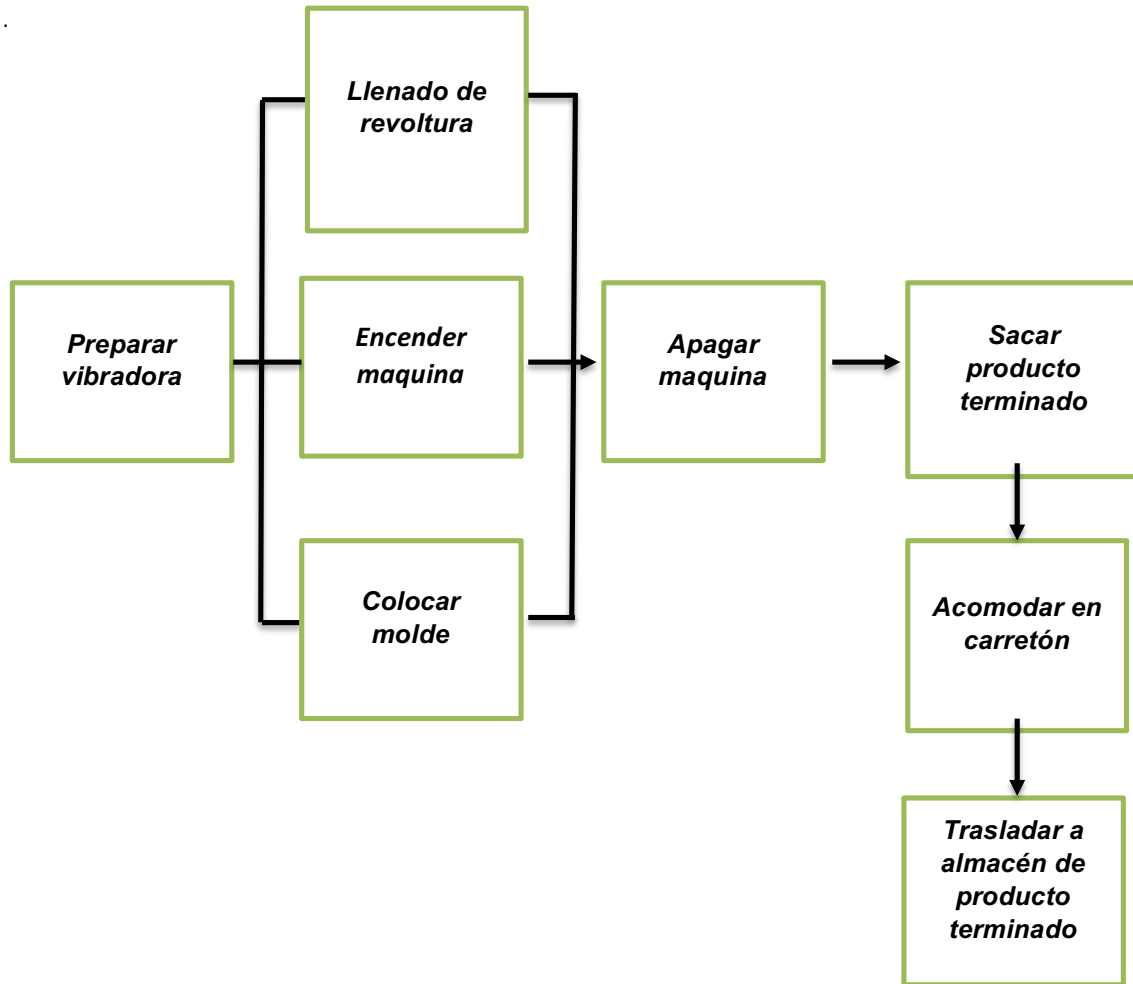 .
Llenado de
revoltura
Preparar
vibradora
Encender
maquina
Colocar
molde
Apagar
maquina
Sacar
producto
terminado
Acomodar en
carretón
Trasladar a
almacén de
producto
terminado